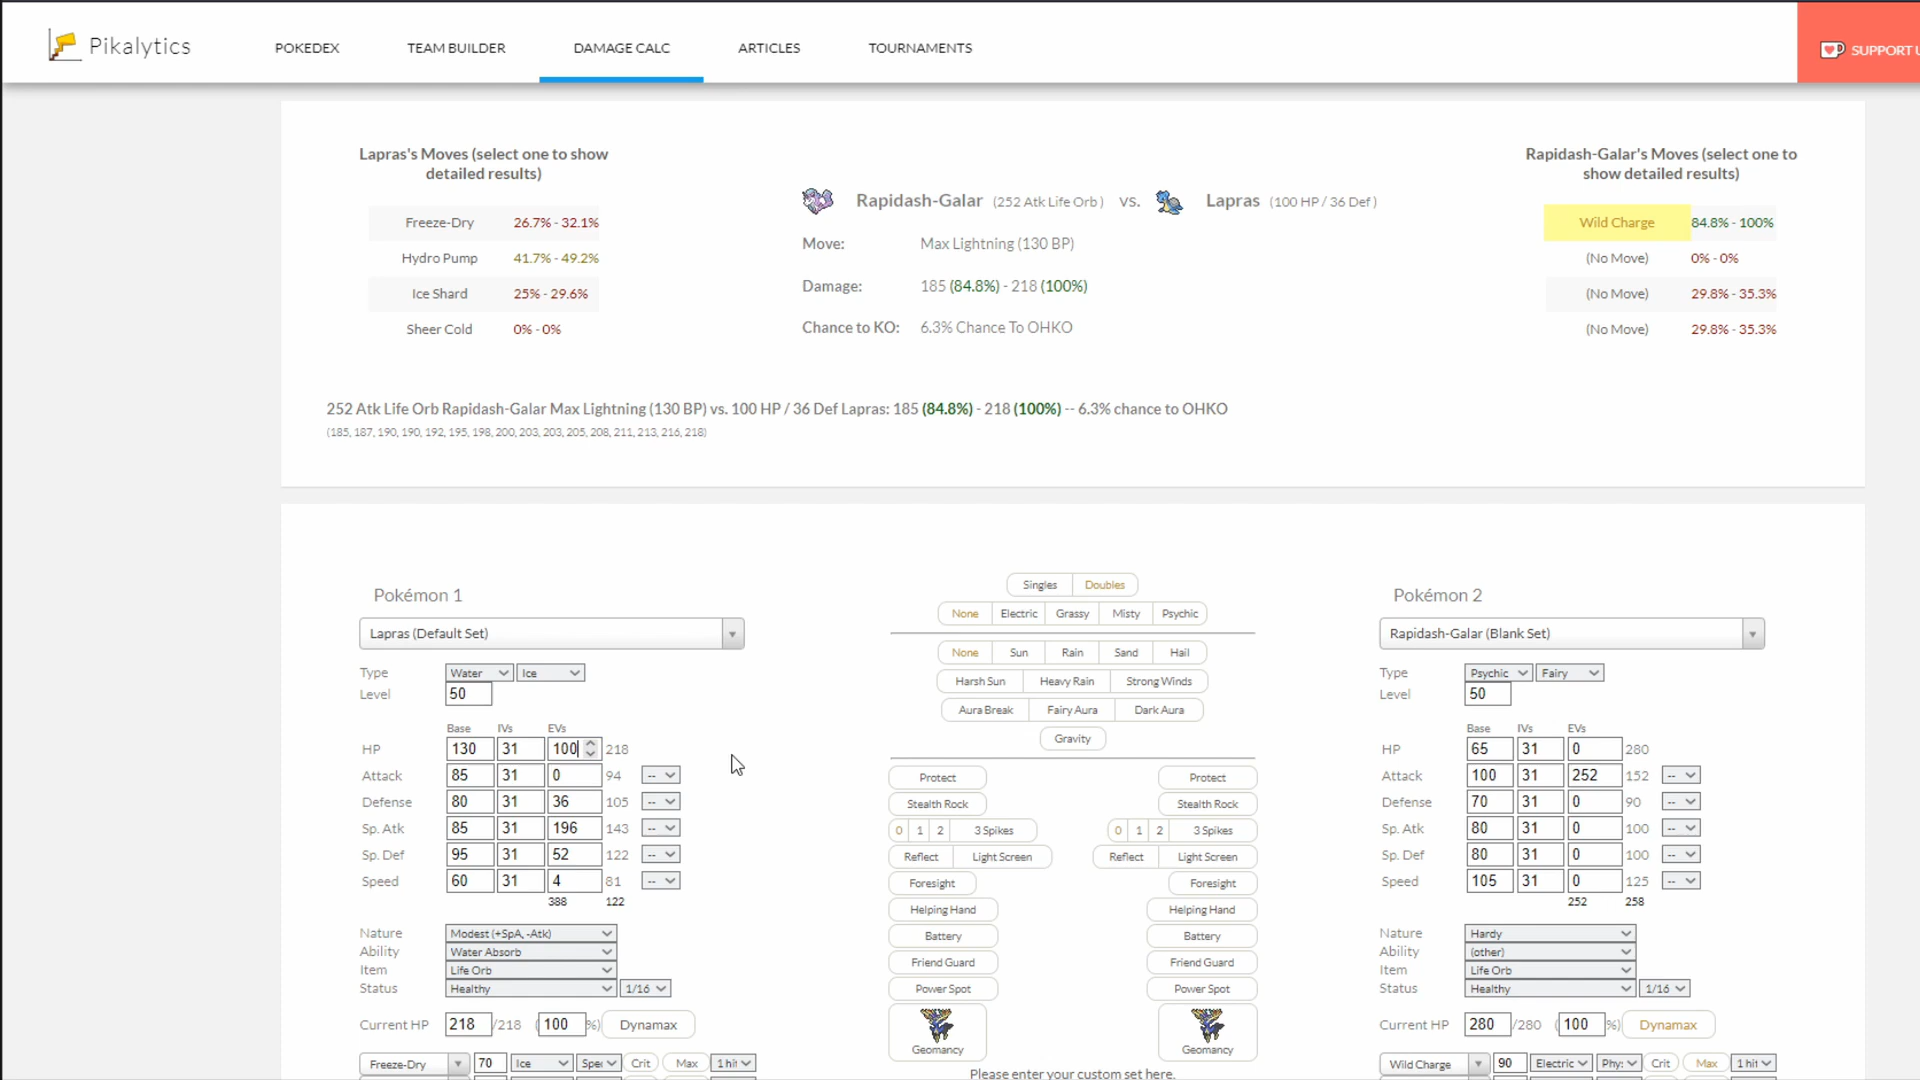 Pikalytics
POKEDEX
TEAM BUILDER
DAMAGE CALC
ARTICLES
TOURNAMENTS
SUPPORT U
Lapras's Moves (select one to show
detailed results)
Freeze-Dry 26.7% - 32.1%
Hydro Pump 41.7% - 49.2%
Ice Shard 25% - 29.6%
Sheer Cold 0% - 0%
Rapidash-Galar (252 Atk Life Orb ) VS. Lapras (100 HP / 36 Def )
Move: Max Lightning (130 BP)
Damage: 185 (84.8%) - 218 (100%)
Chance to KO: 6.3% Chance To OHKO
Rapidash-Galar's Moves (select one to
show detailed results)
Wild Charge 84.8% - 100%
(No Move) 0% - 0%
(No Move) 29.8% - 35.3%
(No Move) 29.8% - 35.3%
252 Atk Life Orb Rapidash-Galar Max Lightning (130 BP) vs. 100 HP / 36 Def Lapras: 185 (84.8%) - 218 (100%) -- 6.3% chance to OHKO
(185, 187, 190, 190, 192, 195, 198, 200, 203, 203, 205, 208, 211, 213, 216, 218)
Pokémon 1
Lapras (Default Set)
Type Water Ice
Level 50
Base IVs EVs
HP 130 31 100 218
Attack 85 31 0 94 --
Defense 80 31 36 105 --
Sp. Atk 85 31 196 143 --
Sp. Def 95 31 52 122 --
Speed 60 31 4 81 --
388 122
Nature Modest (+SpA, -Atk)
Ability Water Absorb
Item Life Orb
Status Healthy 1/16
Current HP 218 /218 ( 100 %) Dynamax
Freeze-Dry 70 Ice Spe Crit Max 1 hit
Singles Doubles
None Electric Grassy Misty Psychic
None Sun Rain Sand Hail
Harsh Sun Heavy Rain Strong Winds
Aura Break Fairy Aura Dark Aura
Gravity
Protect Protect
Stealth Rock Stealth Rock
0 1 2 3 Spikes 0 1 2 3 Spikes
Reflect Light Screen Reflect Light Screen
Foresight Foresight
Helping Hand Helping Hand
Battery Battery
Friend Guard Friend Guard
Power Spot Power Spot
Geomancy Geomancy
Please enter your custom set here.
Pokémon 2
Rapidash-Galar (Blank Set)
Type Psychic Fairy
Level 50
Base IVs EVs
HP 65 31 0 280
Attack 100 31 252 152 --
Defense 70 31 0 90 --
Sp. Atk 80 31 0 100 --
Sp. Def 80 31 0 100 --
Speed 105 31 0 125 --
252 258
Nature Hardy
Ability (other)
Item Life Orb
Status Healthy 1/16
Current HP 280 /280 ( 100 %) Dynamax
Wild Charge 90 Electric Phy: Crit Max 1 hit